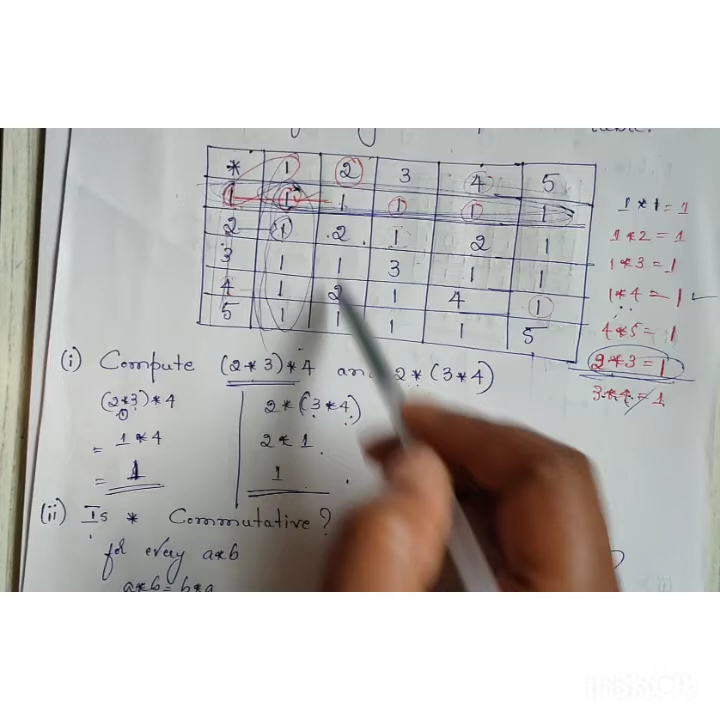 table.
* 1 2 3 4 5
1 1 1 1 1 1
2 1 2 1 2 1
3 1 1 3 1 1
4 1 2 1 4 1
5 1 1 1 1 5
1 * 1 = 1
1 * 2 = 1
1 * 3 = 1
1 * 4 = 1
4 * 5 = 1
2 * 3 = 1
3 * 4 = 1
(i) Compute (2 * 3) * 4 and 2 * (3 * 4)
(2 * 3) * 4
1
= 1 * 4
= 1
2 * (3 * 4)
2 * 1
1
(ii) Is * Commutative?
for every a*b
a*b = b*a